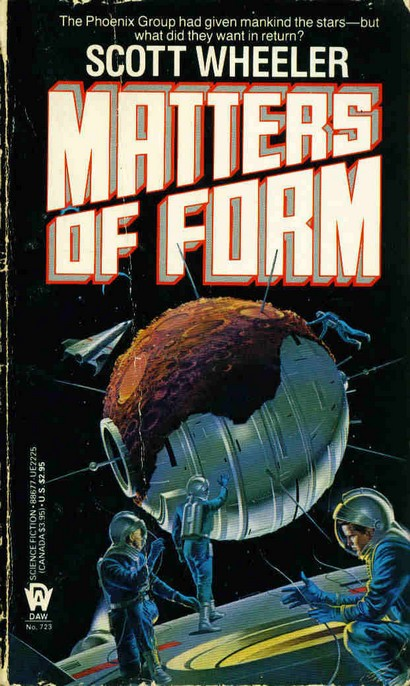 The Phoenix Group had given mankind the stars—but
what did they want in return?
SCOTT WHEELER
MATTERS
OF FORM
SCIENCE FICTION • 88677-UE2225
(CANADA $3.95) • U.S. $2.95
DAW
No. 723